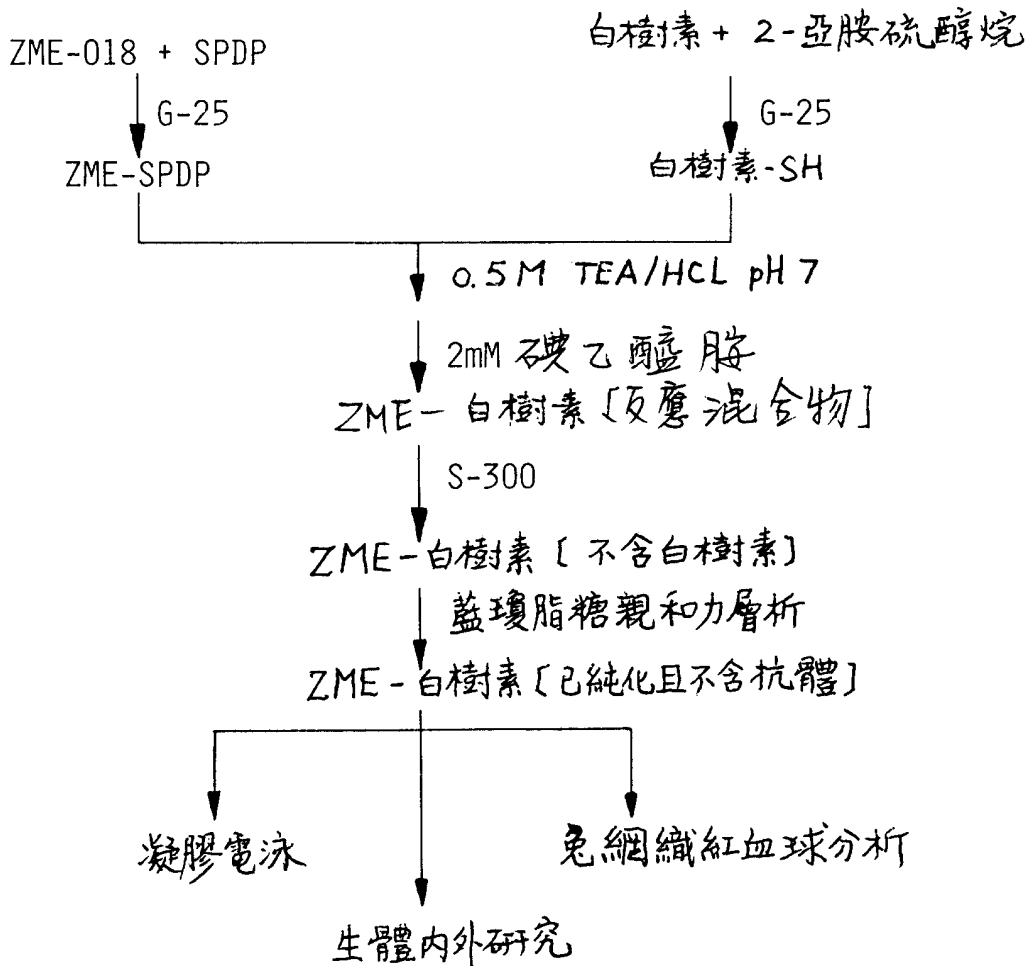 ZME-018 + SPDP
白樹素 + 2-亞胺硫醇烷
G-25
G-25
ZME-SPDP
白樹素-SH
0.5M TEA/HCL pH 7
2mM 碘乙醯胺
ZME-白樹素[反應混合物]
S-300
ZME-白樹素[不含白樹素]
藍瓊脂糖親和力層析
ZME-白樹素[已純化且不含抗體]
凝膠電泳
兔網織紅血球分析
生體內外研究